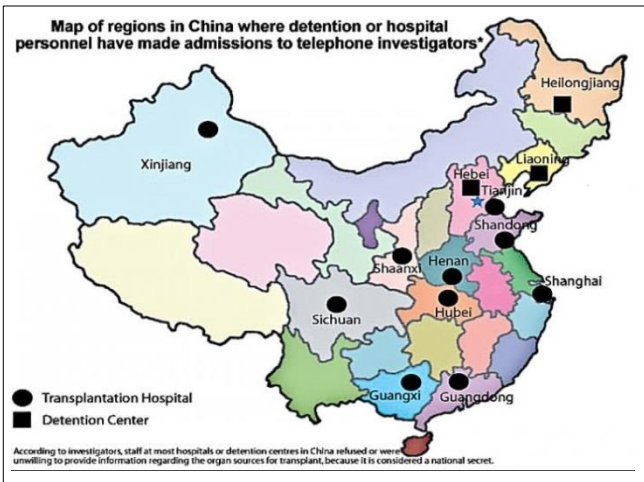 Map of regions in China where detention or hospital
personnel have made admissions to telephone investigators*
Heilongjiang
Xinjiang
Liaoning
Hebei
Tianjin
Shandong
Shaanxi
Henan
Shanghai
Sichuan
Hubei
Transplantation Hospital
Guangxi
Guangdong
Detention Center
According to investigators, staff at most hospitals or detention centres in China refused or were
unwilling to provide information regarding the organ sources for transplant, because it is considered a national secret.